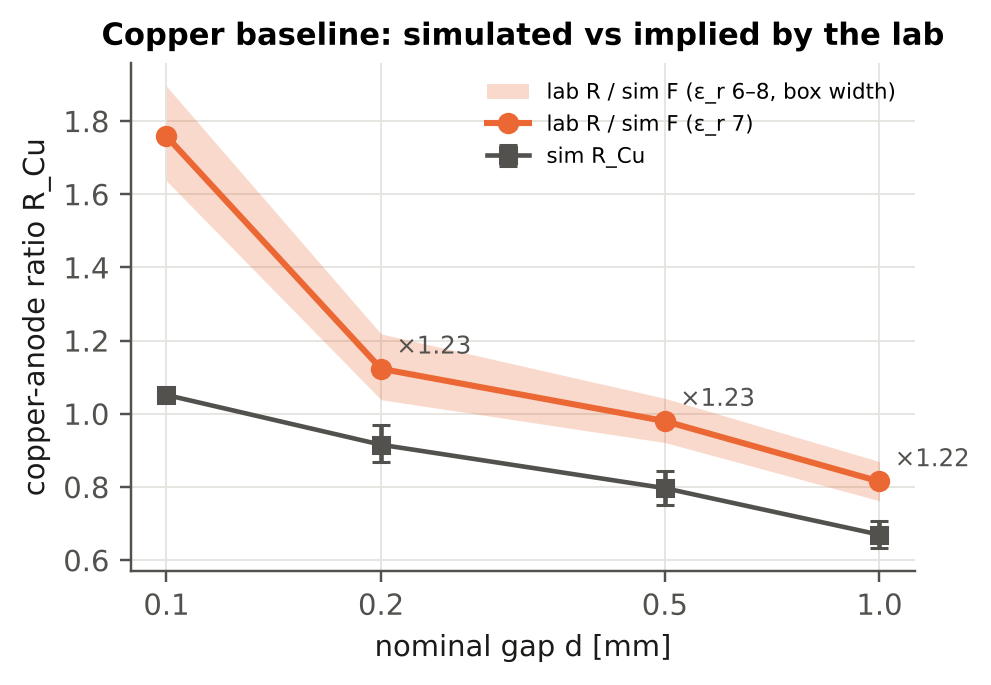 Copper baseline: simulated vs implied by the lab
lab R / sim F (ε_r 6–8, box width)
lab R / sim F (ε_r 7)
sim R_Cu
copper-anode ratio R_Cu
1.8
1.6
1.4
1.2
1.0
0.8
0.6
×1.23
×1.23
×1.22
0.1 0.2 0.5 1.0
nominal gap d [mm]